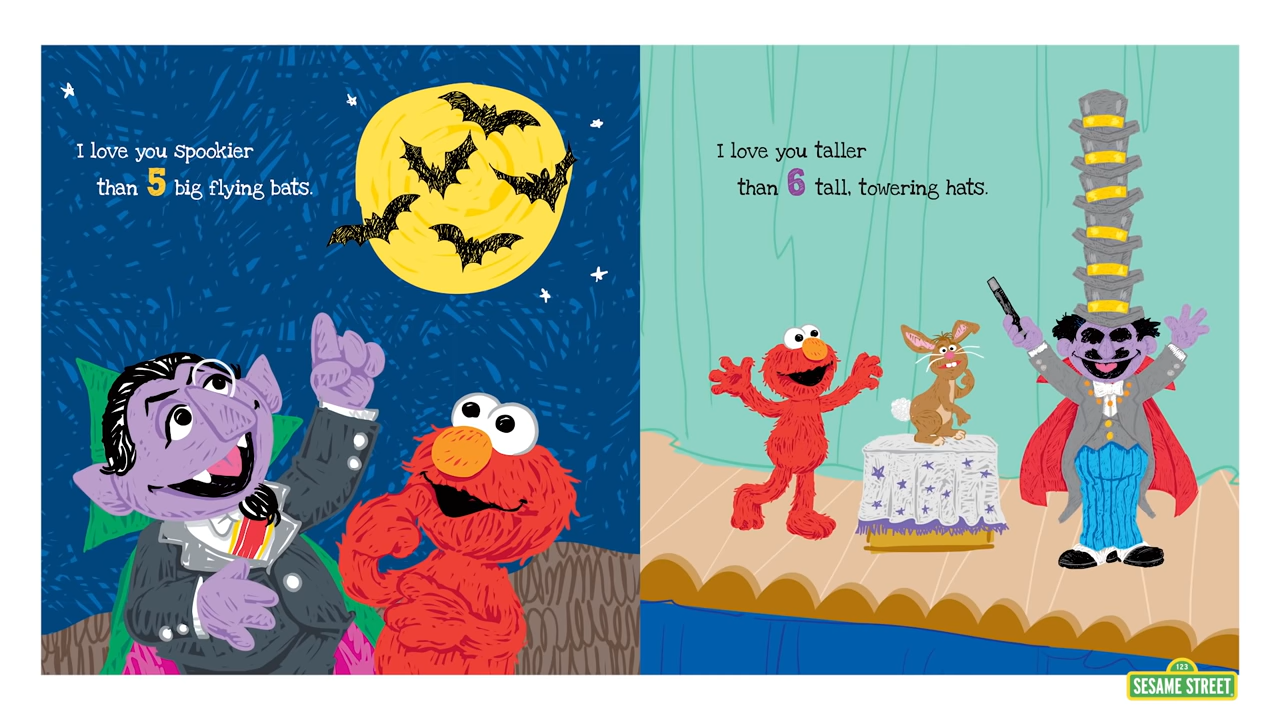 I love you spookier
than 5 big flying bats.
I love you taller
than 6 tall, towering hats.
123
SESAME STREET